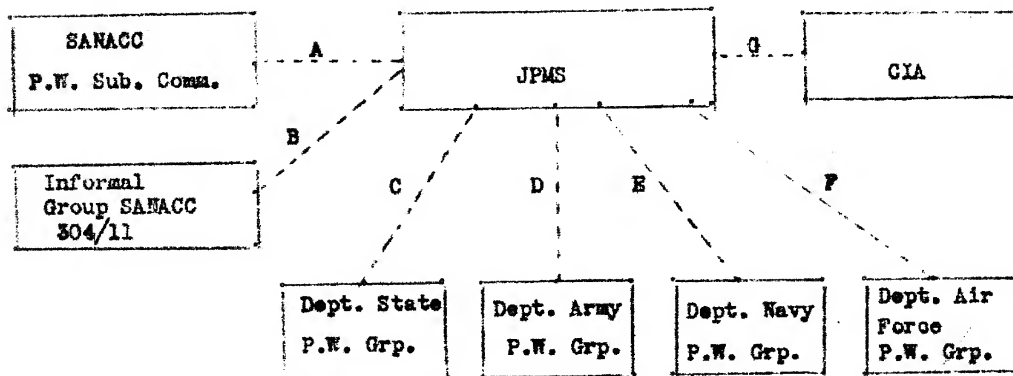 SANACC
P.W. Sub. Comm.
A
JPMS
G
CIA
B
Informal
Group SANACC
304/11
C
D
E
F
Dept. State
P.W. Grp.
Dept. Army
P.W. Grp.
Dept. Navy
P.W. Grp.
Dept. Air
Force
P.W. Grp.